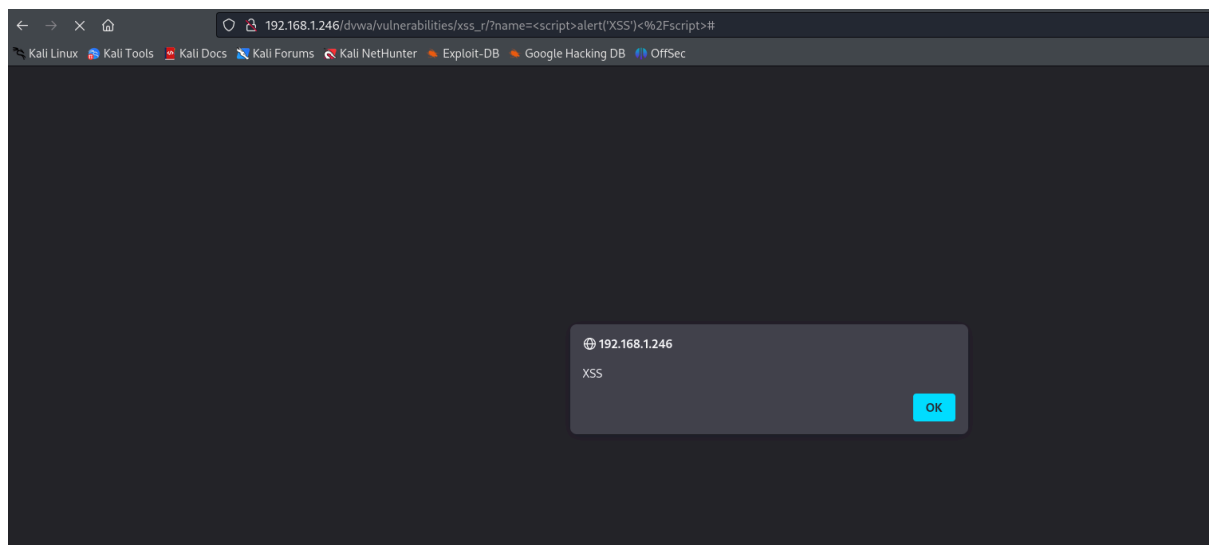 192.168.1.246/dvwa/vulnerabilities/xss_r/?name=<script>alert('XSS')<%2Fscript>#
Kali Linux Kali Tools Kali Docs Kali Forums Kali NetHunter Exploit-DB Google Hacking DB OffSec
192.168.1.246
XSS
OK